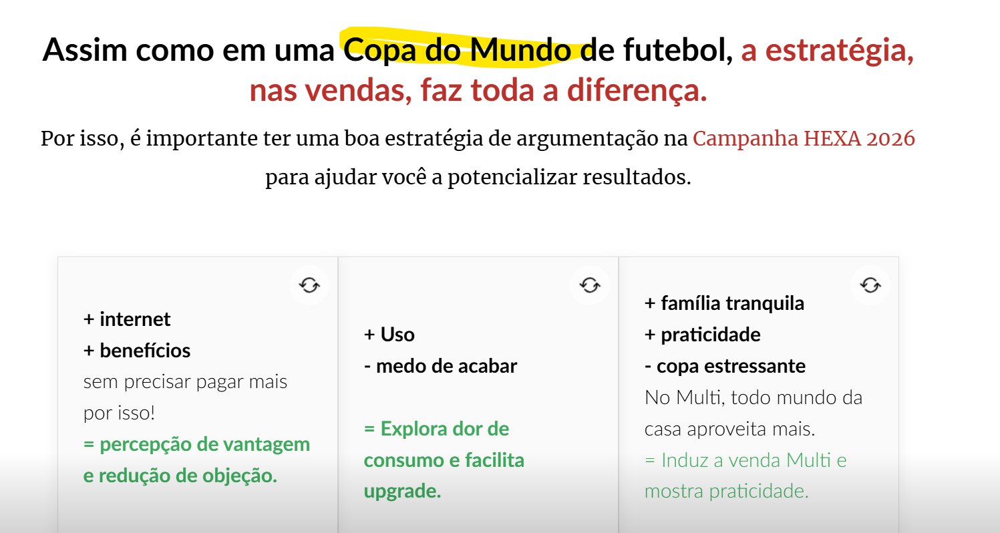 Assim como em uma Copa do Mundo de futebol, a estratégia,
nas vendas, faz toda a diferença.
Por isso, é importante ter uma boa estratégia de argumentação na Campanha HEXA 2026
para ajudar você a potencializar resultados.
+ internet
+ benefícios
sem precisar pagar mais
por isso!
= percepção de vantagem
e redução de objeção.
+ Uso
- medo de acabar
= Explora dor de
consumo e facilita
upgrade.
+ família tranquila
+ praticidade
- copa estressante
No Multi, todo mundo da
casa aproveita mais.
= Induz a venda Multi e
mostra praticidade.